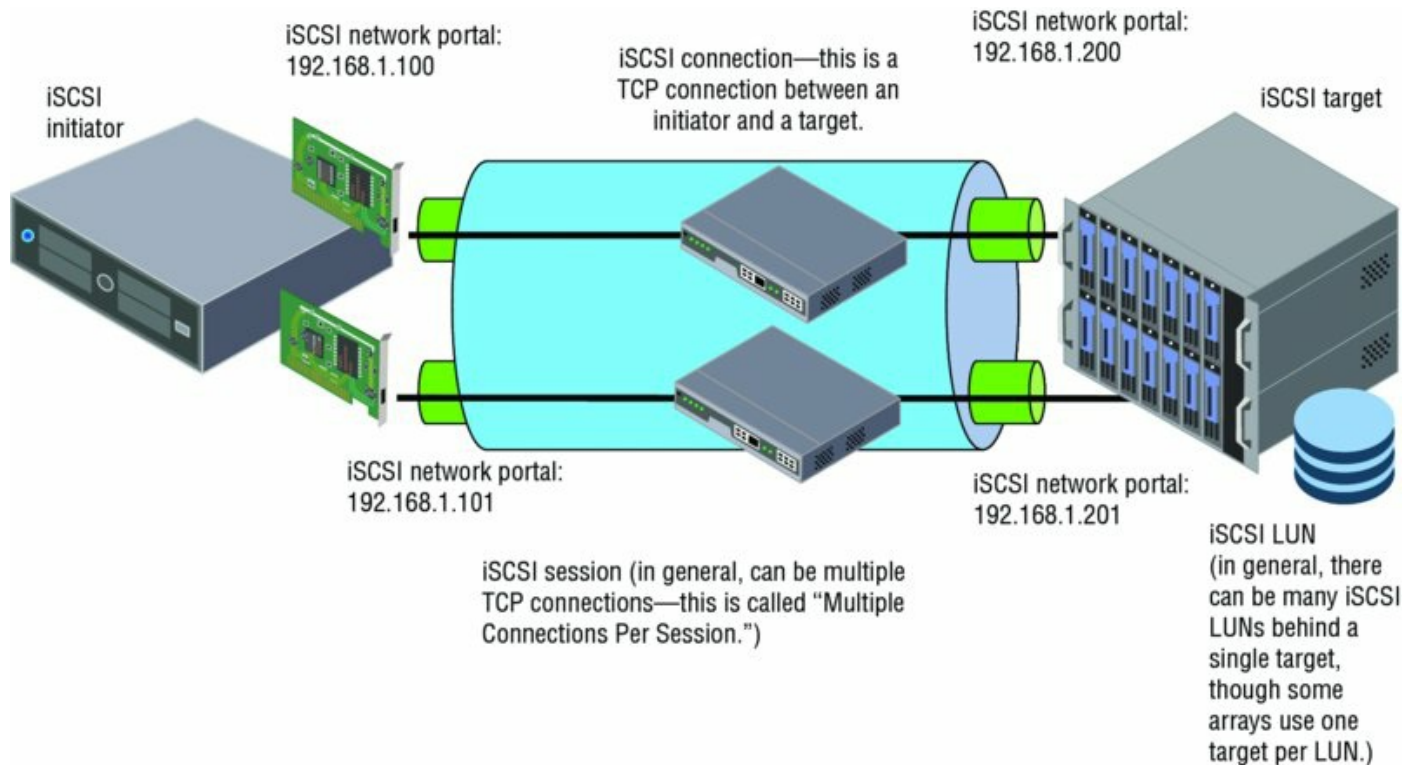 iSCSI network portal:
192.168.1.100
iSCSI
initiator
iSCSI connection—this is a
TCP connection between an
initiator and a target.
iSCSI network portal:
192.168.1.200
iSCSI target
iSCSI network portal:
192.168.1.101
iSCSI network portal:
192.168.1.201
iSCSI session (in general, can be multiple
TCP connections—this is called “Multiple
Connections Per Session.”)
iSCSI LUN
(in general, there
can be many iSCSI
LUNs behind a
single target,
though some
arrays use one
target per LUN.)